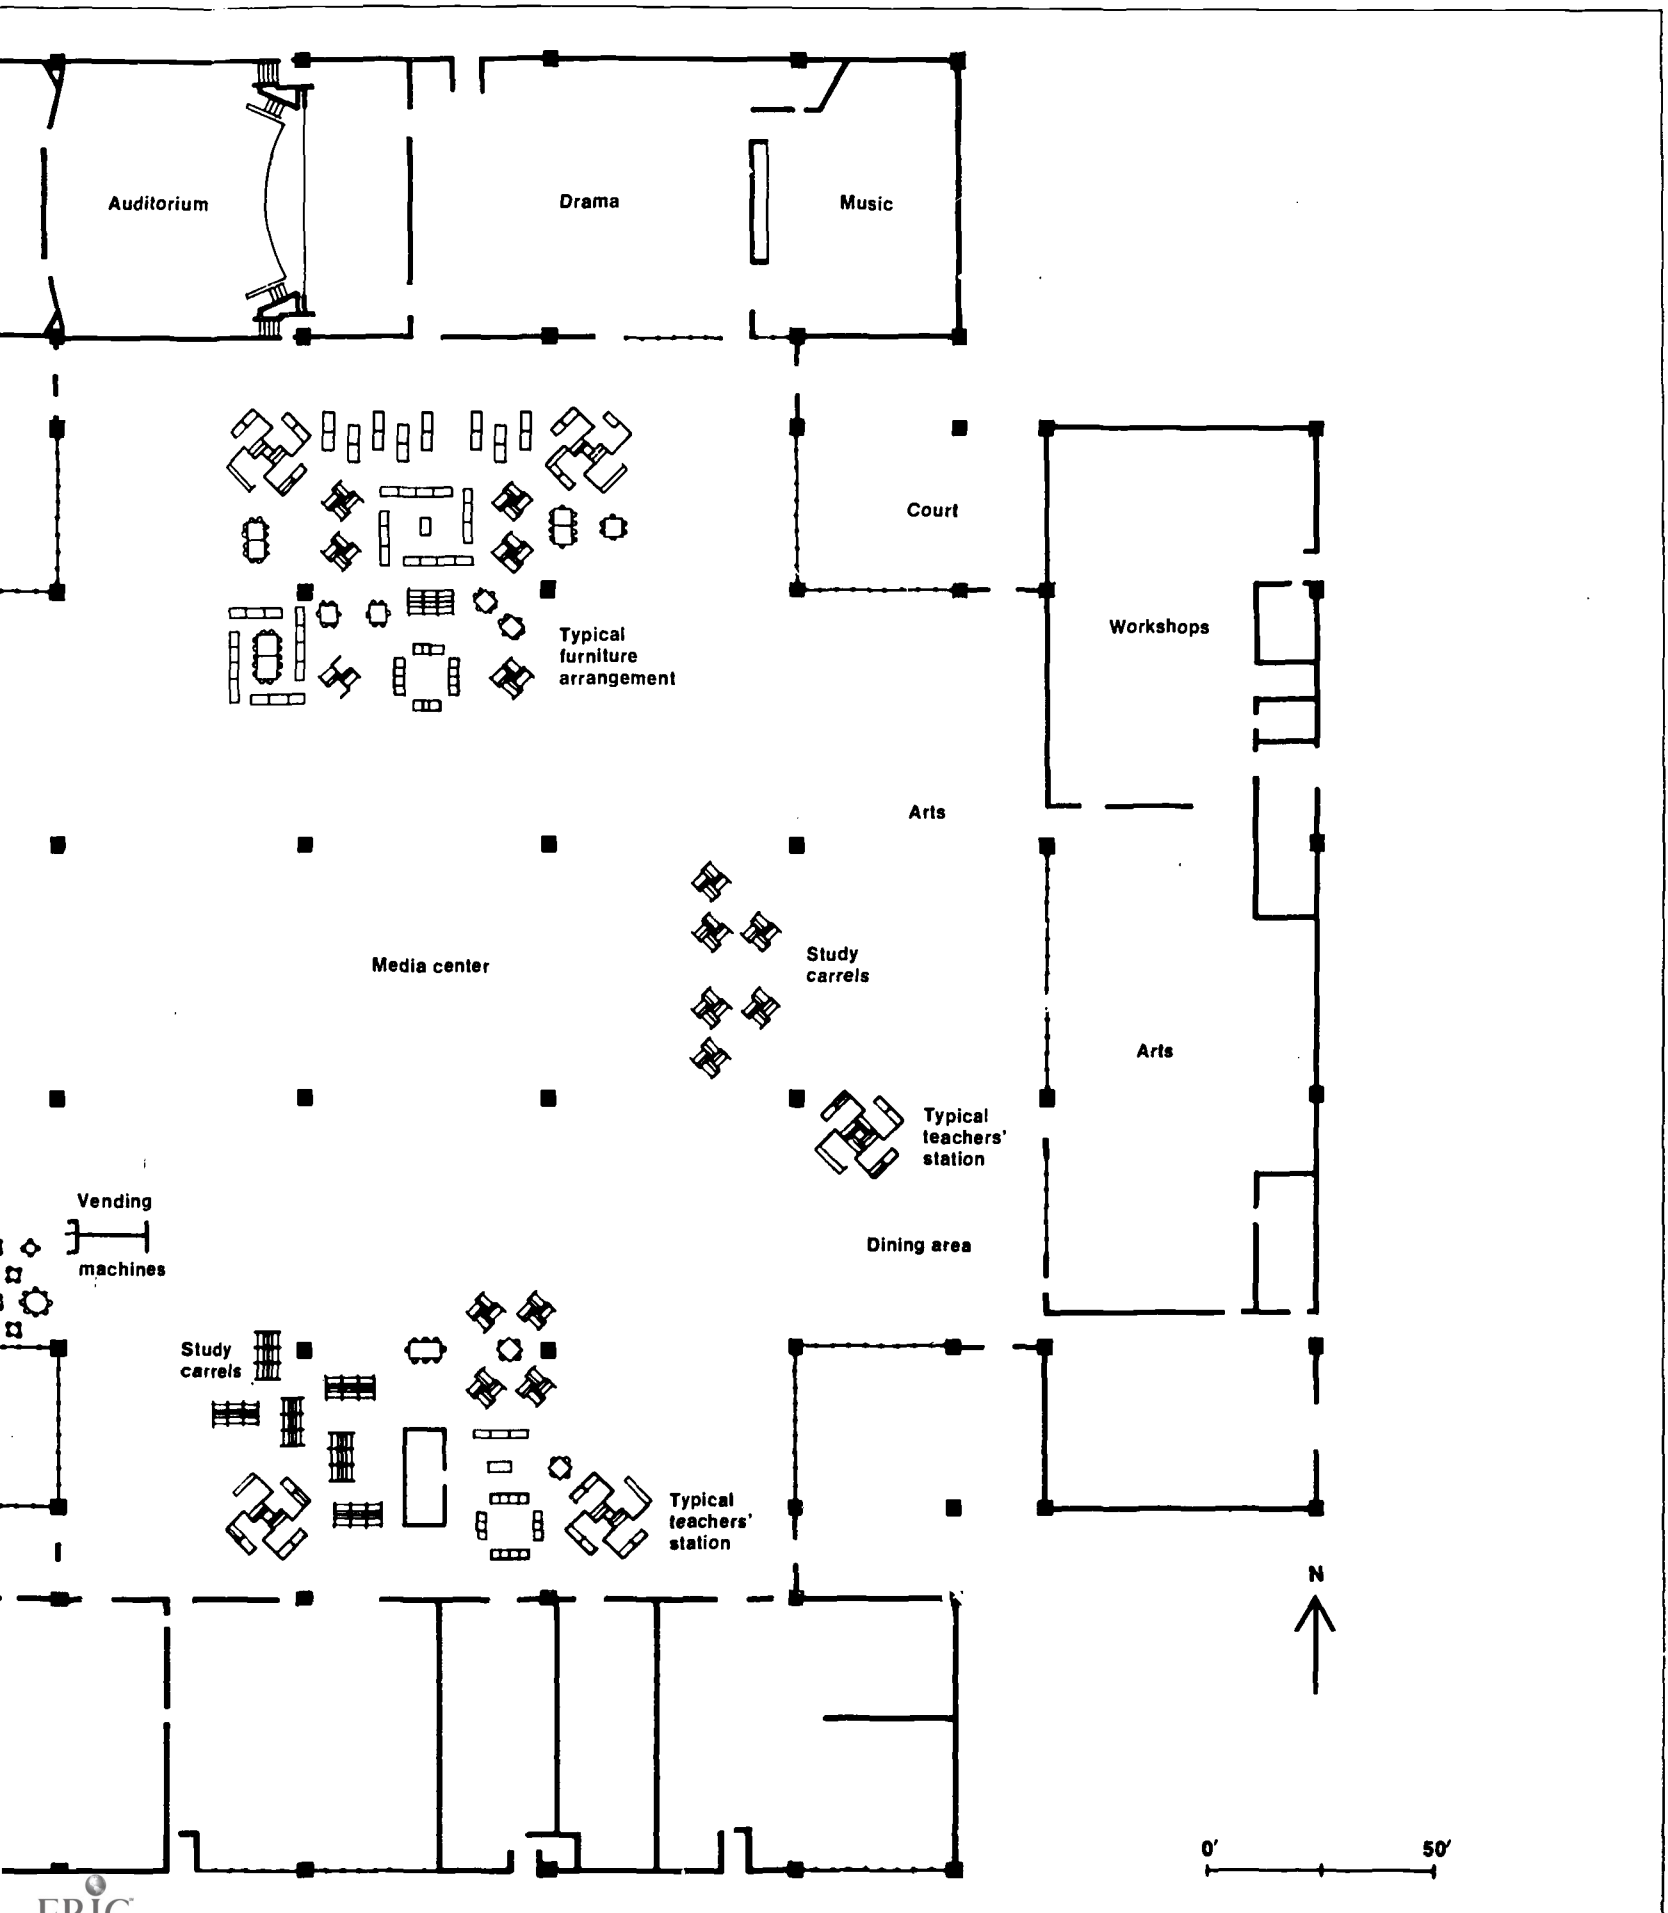 Auditorium
Drama
Music
Court
Typical
furniture
arrangement
Workshops
Arts
Media center
Study
carrels
Arts
Typical
teachers'
station
Vending
machines
Dining area
Study
carrels
Typical
teachers'
station
N
0' 50'
ERIC